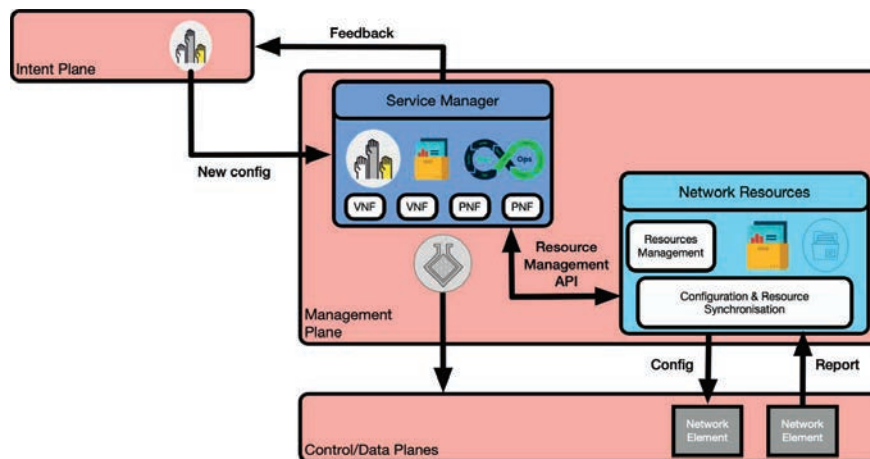 Feedback
Intent Plane
New config
Service Manager
Ops
VNF
VNF
PNF
PNF
Resource
Management
API
Network Resources
Resources
Management
Configuration & Resource
Synchronisation
Management
Plane
Config
Report
Network
Element
Network
Element
Control/Data Planes